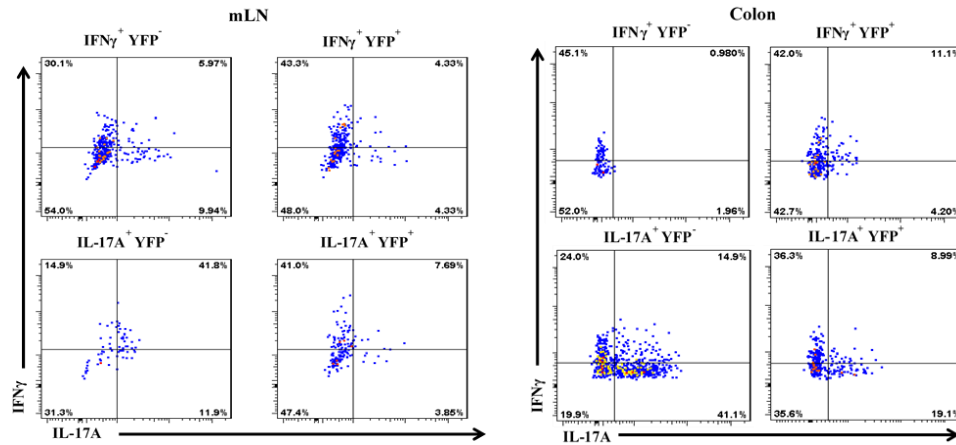 mLN
Colon
IFNγ⁺ YFP⁻
IFNγ⁺ YFP⁺
IFNγ⁺ YFP⁻
IFNγ⁺ YFP⁺
30.1% 5.97%
43.3% 4.33%
45.1% 0.980%
42.0% 11.1%
54.0% 9.94%
48.0% 4.33%
52.0% 1.96%
42.7% 4.20%
IL-17A⁺ YFP⁻
IL-17A⁺ YFP⁺
IL-17A⁺ YFP⁻
IL-17A⁺ YFP⁺
14.9% 41.8%
41.0% 7.69%
24.0% 14.9%
36.3% 8.99%
31.3% 11.9%
47.4% 3.85%
19.9% 41.1%
35.6% 19.1%
IFNγ
IL-17A
IFNγ
IL-17A